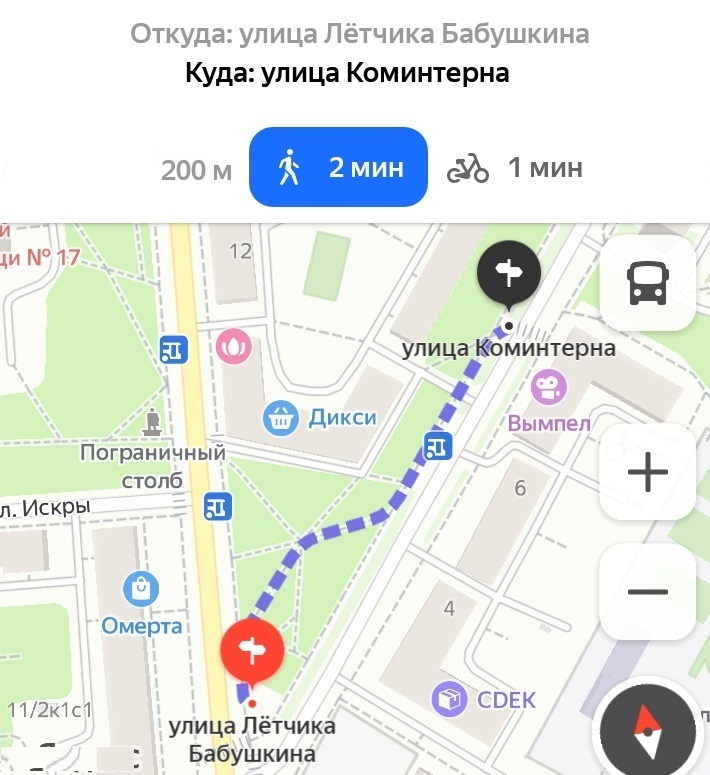 Откуда: улица Лётчика Бабушкина
Куда: улица Коминтерна
200 м
2 мин
1 мин
й
ци № 17
12
улица Коминтерна
Дикси
Вымпел
Пограничный
столб
6
л. Искры
Омерта
4
11/2к1с1
CDEK
улица Лётчика
Бабушкина